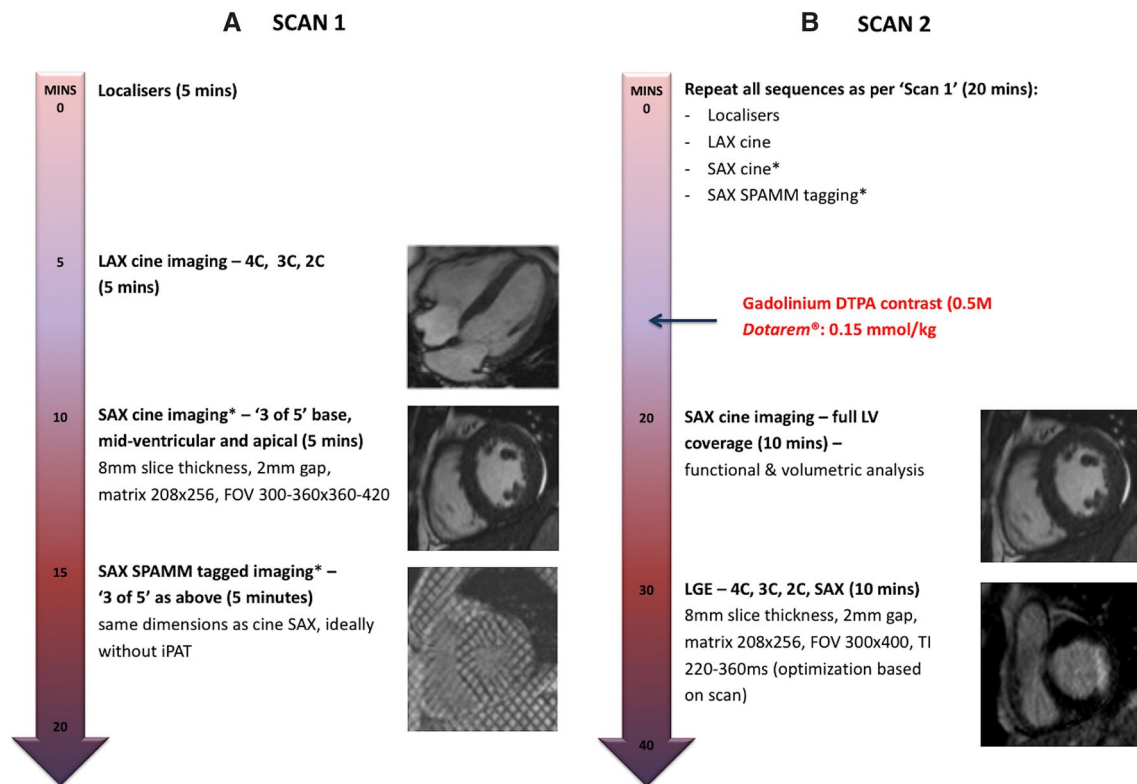 A SCAN 1
MINS
0
Localisers (5 mins)
5
LAX cine imaging – 4C, 3C, 2C
(5 mins)
10
SAX cine imaging* – ‘3 of 5’ base,
mid-ventricular and apical (5 mins)
8mm slice thickness, 2mm gap,
matrix 208x256, FOV 300-360x360-420
15
SAX SPAMM tagged imaging* –
‘3 of 5’ as above (5 minutes)
same dimensions as cine SAX, ideally
without iPAT
20
B SCAN 2
MINS
0
Repeat all sequences as per ‘Scan 1’ (20 mins):
- Localisers
- LAX cine
- SAX cine*
- SAX SPAMM tagging*
Gadolinium DTPA contrast (0.5M
Dotarem®: 0.15 mmol/kg
20
SAX cine imaging – full LV
coverage (10 mins) –
functional & volumetric analysis
30
LGE – 4C, 3C, 2C, SAX (10 mins)
8mm slice thickness, 2mm gap,
matrix 208x256, FOV 300x400, TI
220-360ms (optimization based
on scan)
40